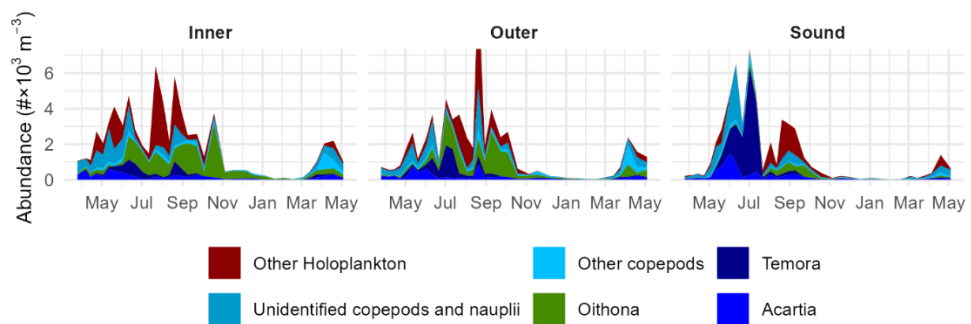 Inner Outer Sound
Abundance (#×10³ m⁻³)
6
4
2
0
May Jul Sep Nov Jan Mar May May Jul Sep Nov Jan Mar May May Jul Sep Nov Jan Mar May
Other Holoplankton Other copepods Temora
Unidentified copepods and nauplii Oithona Acartia